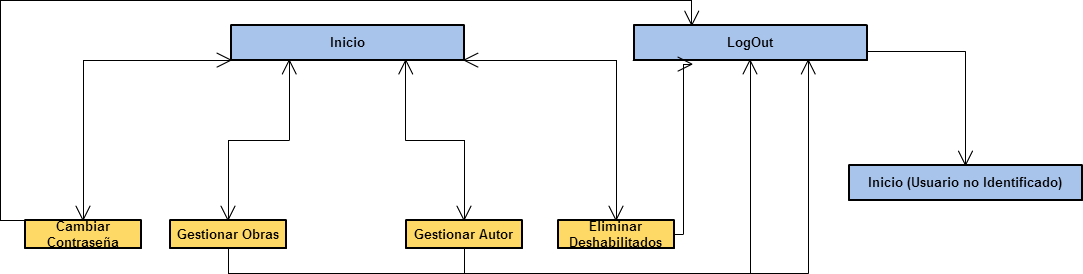 Inicio
LogOut
Inicio (Usuario no Identificado)
Cambiar
Contraseña
Gestionar Obras
Gestionar Autor
Eliminar
Deshabilitados